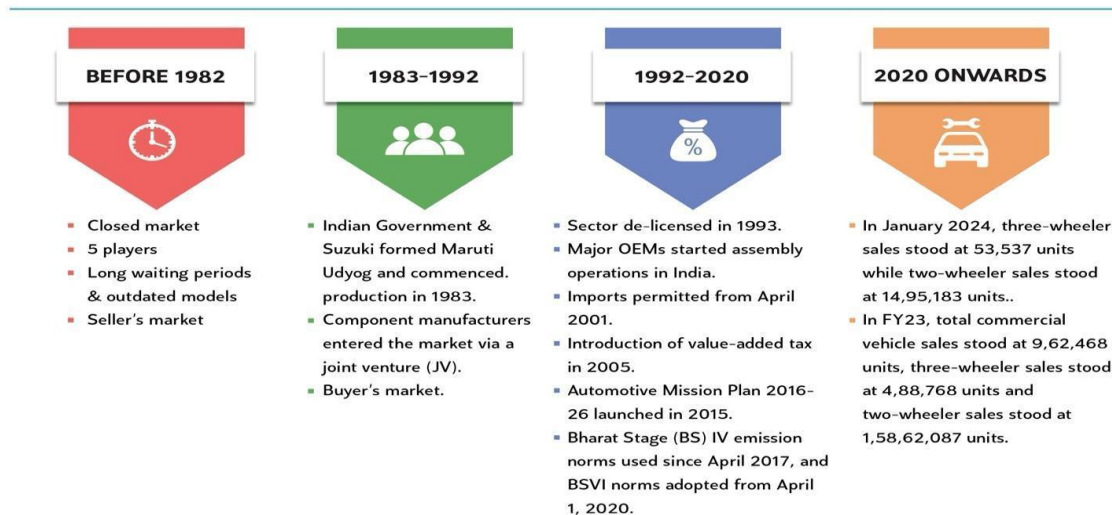 BEFORE 1982
Closed market
5 players
Long waiting periods
& outdated models
Seller's market
1983-1992
Indian Government &
Suzuki formed Maruti
Udyog and commenced.
production in 1983.
Component manufacturers
entered the market via a
joint venture (JV).
Buyer's market.
1992-2020
%
Sector de-licensed in 1993.
Major OEMs started assembly
operations in India.
Imports permitted from April
2001.
Introduction of value-added tax
in 2005.
Automotive Mission Plan 2016-
26 launched in 2015.
Bharat Stage (BS) IV emission
norms used since April 2017, and
BSVI norms adopted from April
1, 2020.
2020 ONWARDS
In January 2024, three-wheeler
sales stood at 53,537 units
while two-wheeler sales stood
at 14,95,183 units..
In FY23, total commercial
vehicle sales stood at 9,62,468
units, three-wheeler sales stood
at 4,88,768 units and
two-wheeler sales stood at
1,58,62,087 units.